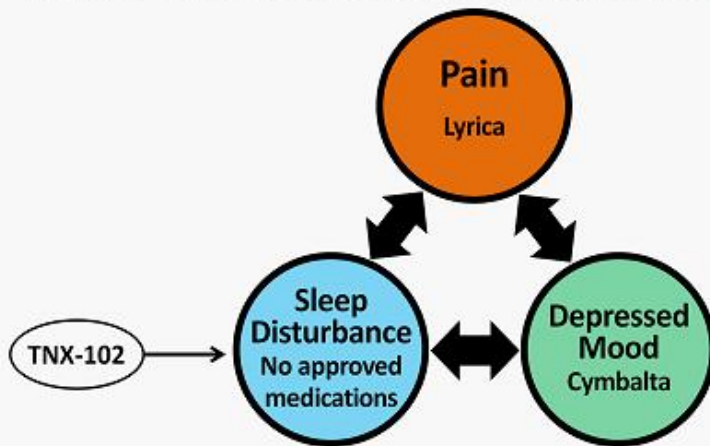 Pain
Lyrica
Sleep
Disturbance
No approved
medications
Depressed
Mood
Cymbalta
TNX-102